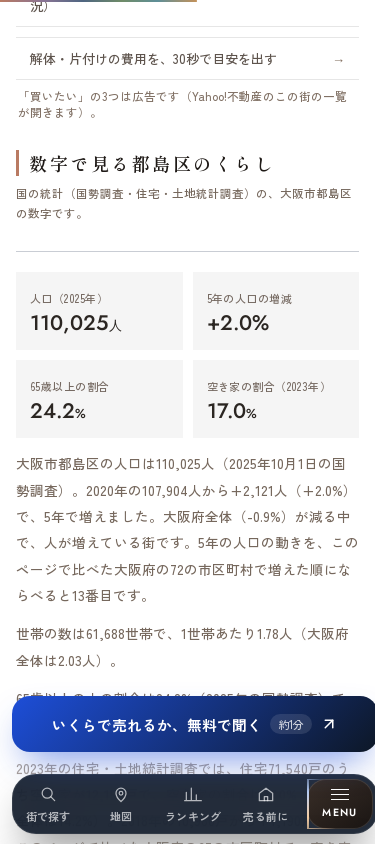 況）
解体・片付けの費用を、30秒で目安を出す →
「買いたい」の3つは広告です（Yahoo!不動産のこの街の一覧
が開きます）。
数字で見る都島区のくらし
国の統計（国勢調査・住宅・土地統計調査）の、大阪市都島区
の数字です。
人口（2025年）
110,025人
5年の人口の増減
+2.0%
65歳以上の割合
24.2%
空き家の割合（2023年）
17.0%
大阪市都島区の人口は110,025人（2025年10月1日の国
勢調査）。2020年の107,904人から+2,121人（+2.0%）
で、5年で増えました。大阪府全体（-0.9%）が減る中
で、人が増えている街です。5年の人口の動きを、この
ページで比べた大阪府の72の市区町村で増えた順にな
らべると13番目です。
世帯の数は61,688世帯で、1世帯あたり1.78人（大阪府
全体は2.03人）。
いくらで売れるか、無料で聞く 約1分
2023年の住宅・土地統計調査では、住宅71,540戸のう
街で探す
地図
ランキング
売る前に
MENU